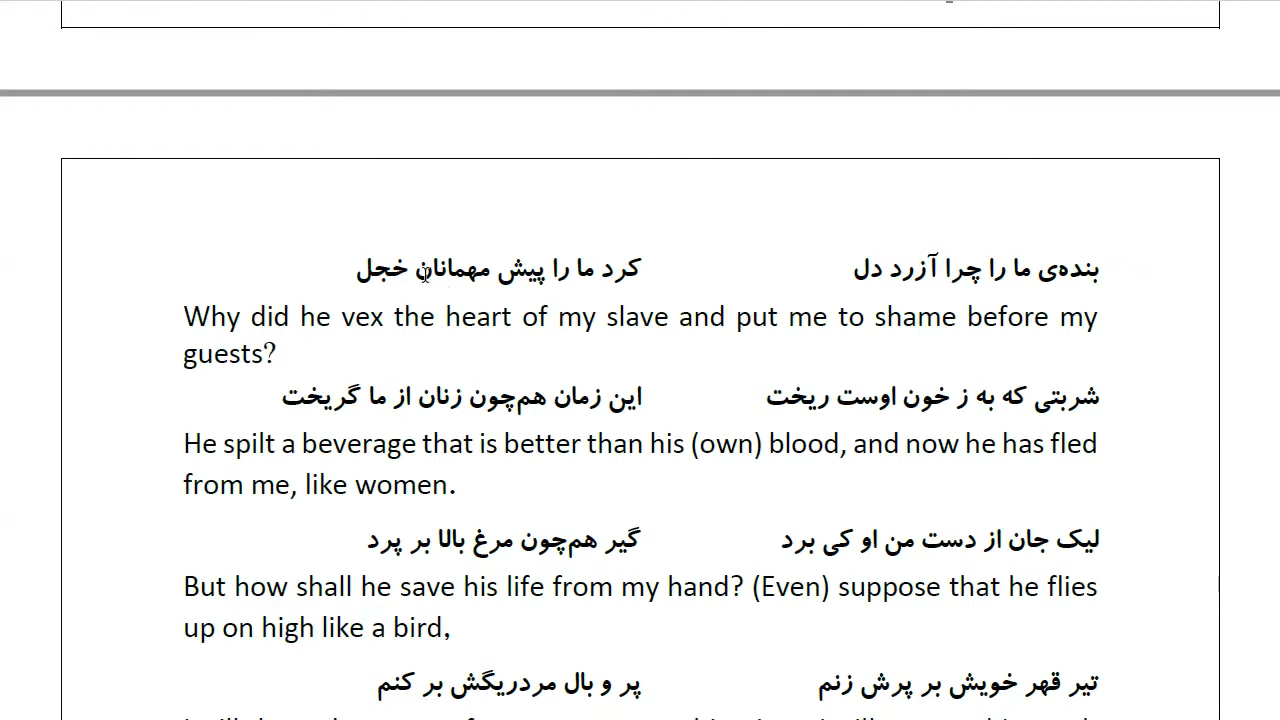 بنده‌ی ما را چرا آزرد دل کرد ما را پیش مهمانان خجل
Why did he vex the heart of my slave and put me to shame before my
guests?
شربتی که به ز خون اوست ریخت این زمان هم‌چون زنان از ما گریخت
He spilt a beverage that is better than his (own) blood, and now he has fled
from me, like women.
لیک جان از دست من او کی برد گیر هم‌چون مرغ بالا بر پرد
But how shall he save his life from my hand? (Even) suppose that he flies
up on high like a bird,
تیر قهر خویش بر پرش زنم پر و بال مردریگش بر کنم